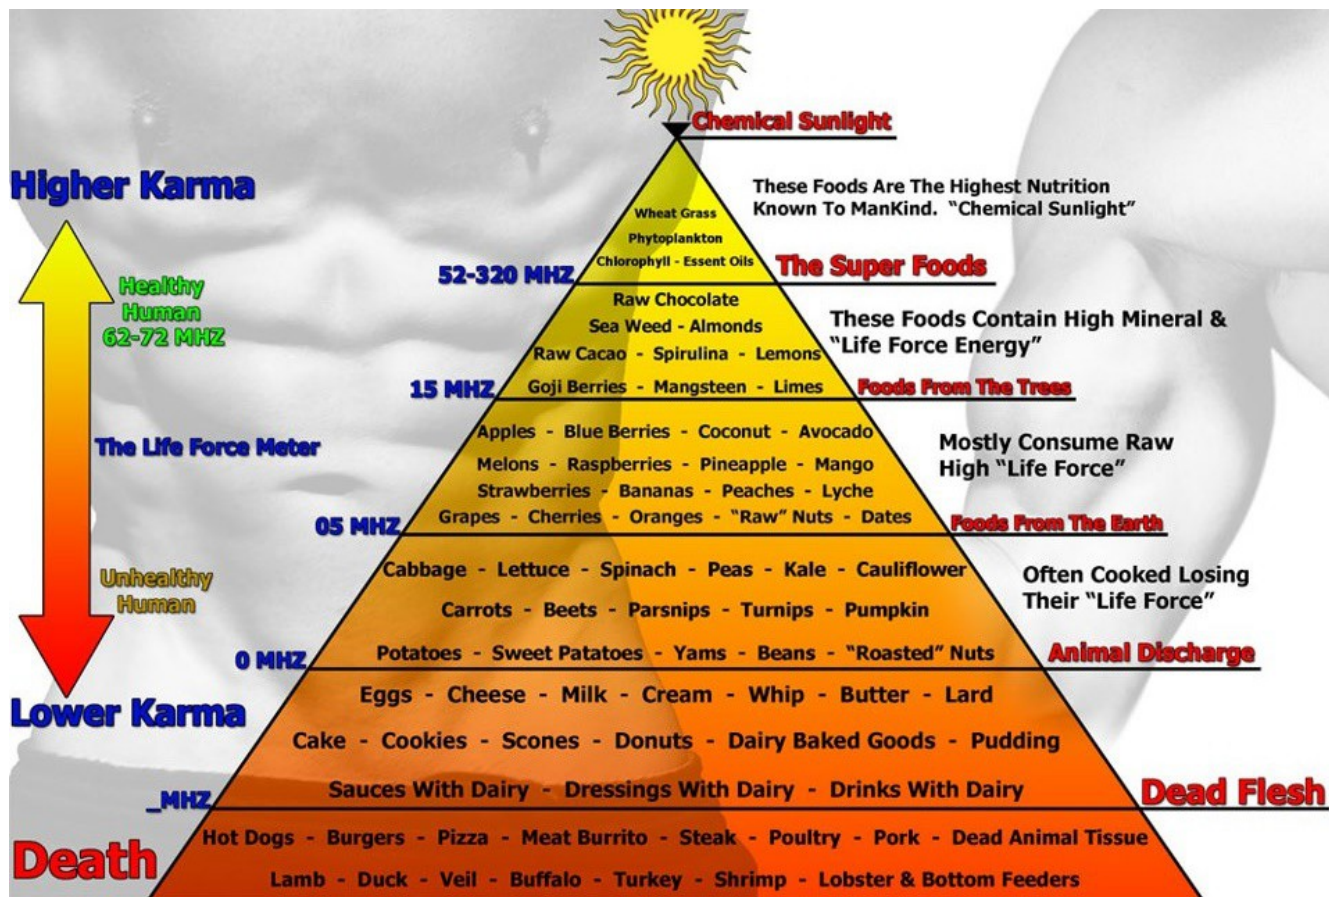 Chemical Sunlight
Higher Karma
These Foods Are The Highest Nutrition
Known To ManKind. “Chemical Sunlight”
Wheat Grass
Phytoplankton
Chlorophyll - Essent Oils
52-320 MHZ
The Super Foods
Healthy
Human
62-72 MHZ
Raw Chocolate
Sea Weed - Almonds
Raw Cacao - Spirulina - Lemons
Goji Berries - Mangsteen - Limes
These Foods Contain High Mineral &
“Life Force Energy”
15 MHZ
Foods From The Trees
The Life Force Meter
Apples - Blue Berries - Coconut - Avocado
Melons - Raspberries - Pineapple - Mango
Strawberries - Bananas - Peaches - Lyche
Grapes - Cherries - Oranges - “Raw” Nuts - Dates
Mostly Consume Raw
High “Life Force”
05 MHZ
Foods From The Earth
Unhealthy
Human
Cabbage - Lettuce - Spinach - Peas - Kale - Cauliflower
Carrots - Beets - Parsnips - Turnips - Pumpkin
Potatoes - Sweet Patatoes - Yams - Beans - “Roasted” Nuts
Often Cooked Losing
Their “Life Force”
0 MHZ
Animal Discharge
Lower Karma
Eggs - Cheese - Milk - Cream - Whip - Butter - Lard
Cake - Cookies - Scones - Donuts - Dairy Baked Goods - Pudding
Sauces With Dairy - Dressings With Dairy - Drinks With Dairy
_MHZ
Dead Flesh
Death
Hot Dogs - Burgers - Pizza - Meat Burrito - Steak - Poultry - Pork - Dead Animal Tissue
Lamb - Duck - Veil - Buffalo - Turkey - Shrimp - Lobster & Bottom Feeders